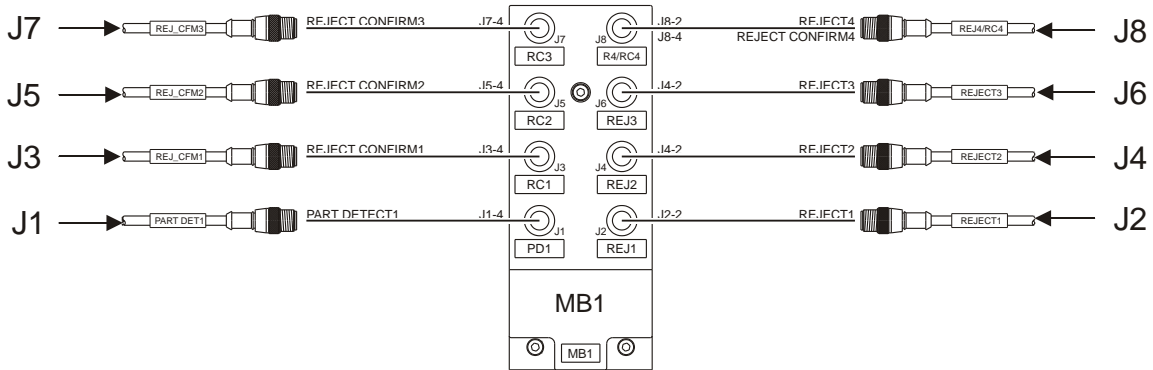 J7
REJ_CFM3
REJECT CONFIRM3
J7-4
J7
RC3
J8
R4/RC4
J8-2
J8-4
REJECT4
REJECT CONFIRM4
REJ4/RC4
J8
J5
REJ_CFM2
REJECT CONFIRM2
J5-4
J5
RC2
J6
REJ3
J4-2
REJECT3
REJECT3
J6
J3
REJ_CFM1
REJECT CONFIRM1
J3-4
J3
RC1
J4
REJ2
J4-2
REJECT2
REJECT2
J4
J1
PART DET1
PART DETECT1
J1-4
J1
PD1
J2
REJ1
J2-2
REJECT1
REJECT1
J2
MB1
MB1